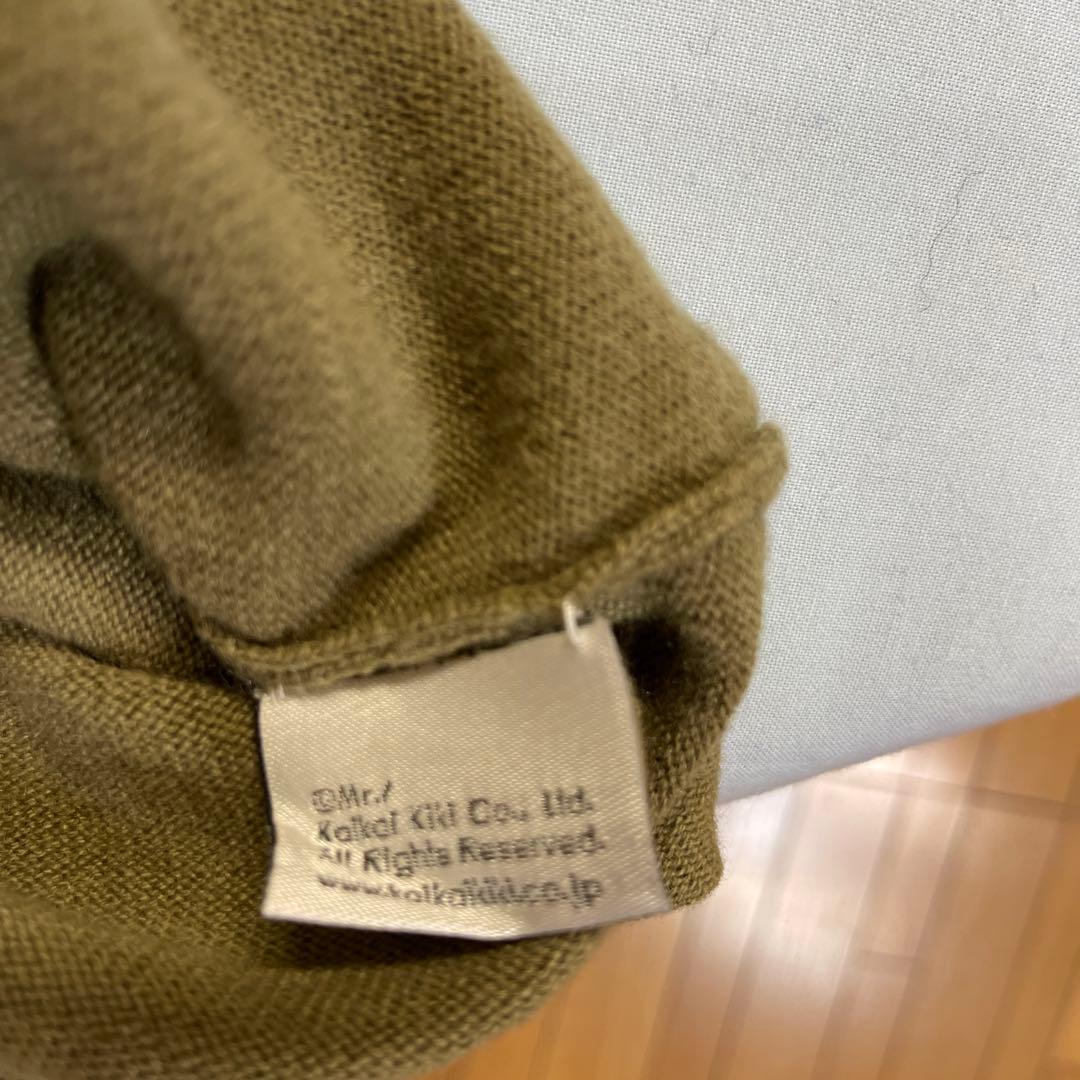 ©Mr./
Kaikai Kiki Co., Ltd.
All Rights Reserved.
www.kaikaikiki.co.jp